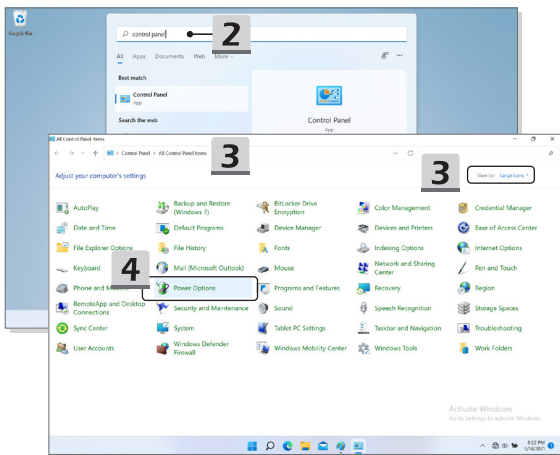 Recycle Bin
control panel
2
All Apps Documents Web More
Best match
Control Panel
App
Search the web
Control Panel
App
All Control Panel Items
Control Panel > All Control Panel Items
3
3
Adjust your computer's settings
View by: Large icons
AutoPlay
Backup and Restore
(Windows 7)
BitLocker Drive
Encryption
Color Management
Credential Manager
Date and Time
Default Programs
Device Manager
Devices and Printers
Ease of Access Center
File Explorer Options
File History
Fonts
Indexing Options
Internet Options
Keyboard
4
Mail (Microsoft Outlook)
Mouse
Network and Sharing
Center
Pen and Touch
Phone and
Power Options
Programs and Features
Recovery
Region
RemoteApp and Desktop
Connections
Security and Maintenance
Sound
Speech Recognition
Storage Spaces
Sync Center
System
Tablet PC Settings
Taskbar and Navigation
Troubleshooting
User Accounts
Windows Defender
Firewall
Windows Mobility Center
Windows Tools
Work Folders
Activate Windows
Go to Settings to activate Windows.
8:22 PM
9/14/2021